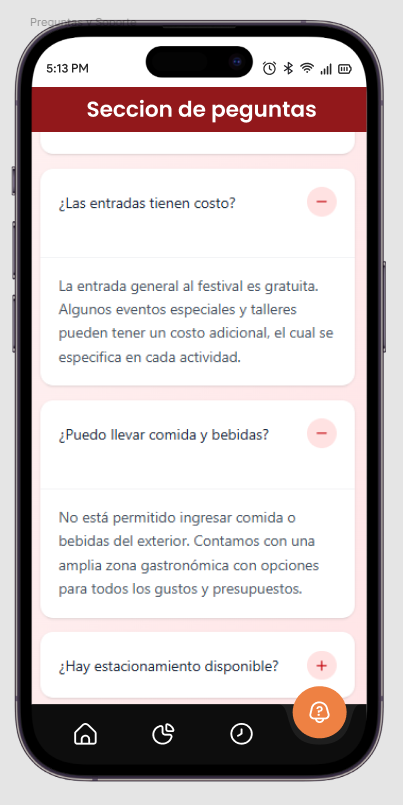 Preguntas y Soporte
5:13 PM
Seccion de peguntas
¿Las entradas tienen costo?
La entrada general al festival es gratuita.
Algunos eventos especiales y talleres
pueden tener un costo adicional, el cual se
especifica en cada actividad.
¿Puedo llevar comida y bebidas?
No está permitido ingresar comida o
bebidas del exterior. Contamos con una
amplia zona gastronómica con opciones
para todos los gustos y presupuestos.
¿Hay estacionamiento disponible?